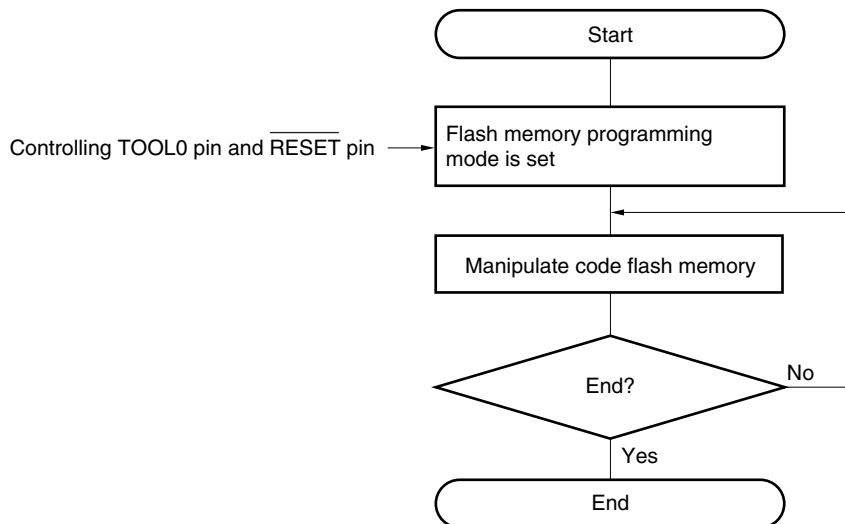 Start
Controlling TOOL0 pin and RESET pin
Flash memory programming
mode is set
Manipulate code flash memory
End?
No
Yes
End